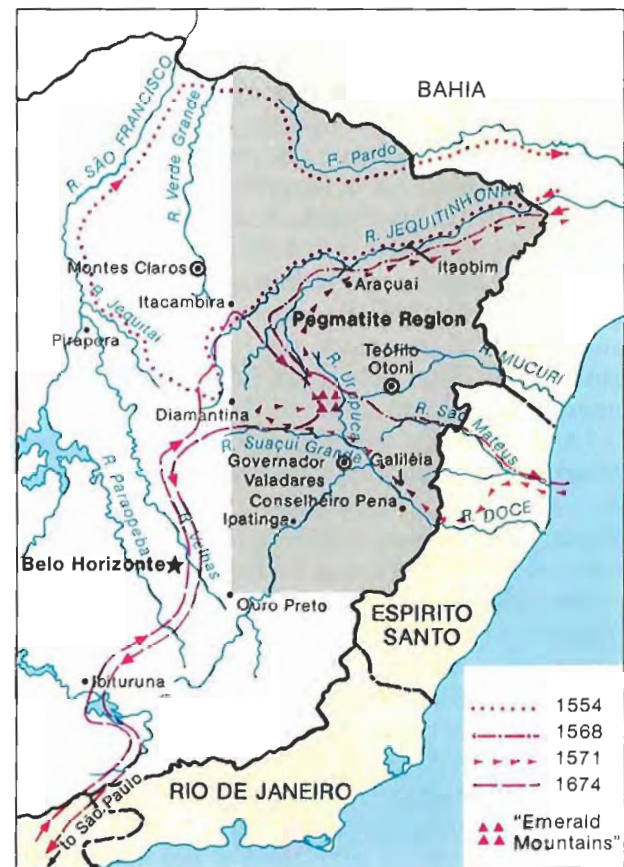 BAHIA
R. SÃO FRANCISCO
R. Verde Grande
R. Pardo
R. JEQUITINHONHA
Montes Claros
Itacambira
Araçuaí
Itaobim
R. Jequitaí
Pirapora
Pegmatite Region
Teófilo
Otoni
R. MUCURI
R. Urupuca
Diamantina
R. São Mateus
R. Suaçuí Grande
Governador
Valadares
Galiléia
Conselheiro Pena
R. Paraopeba
R. Velhas
Ipatinga
R. DOCE
Belo Horizonte
Ouro Preto
ESPIRITO
SANTO
Ibituruna
to São Paulo
RIO DE JANEIRO
1554
1568
1571
1674
"Emerald
Mountains"